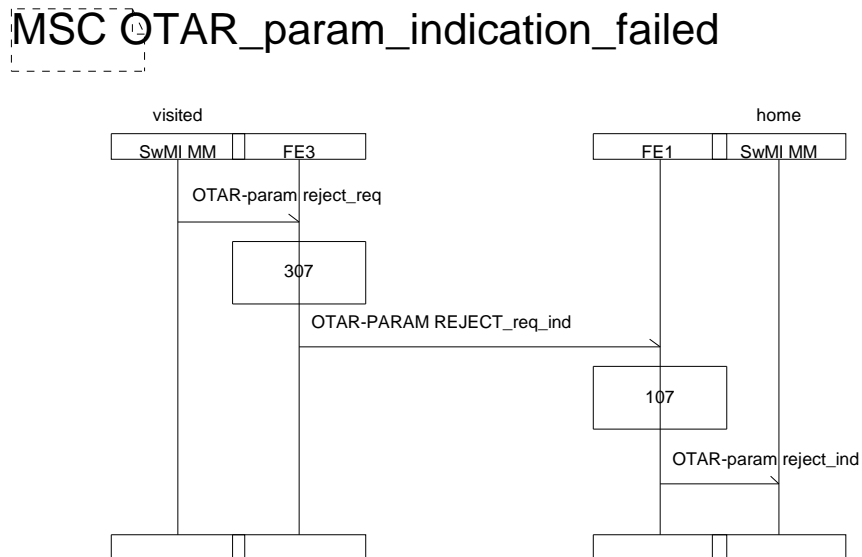 MSC OTAR_param_indication_failed
visited home
SwMI MM FE3 FE1 SwMI MM
OTAR-param reject_req
307
OTAR-PARAM REJECT_req_ind
107
OTAR-param reject_ind